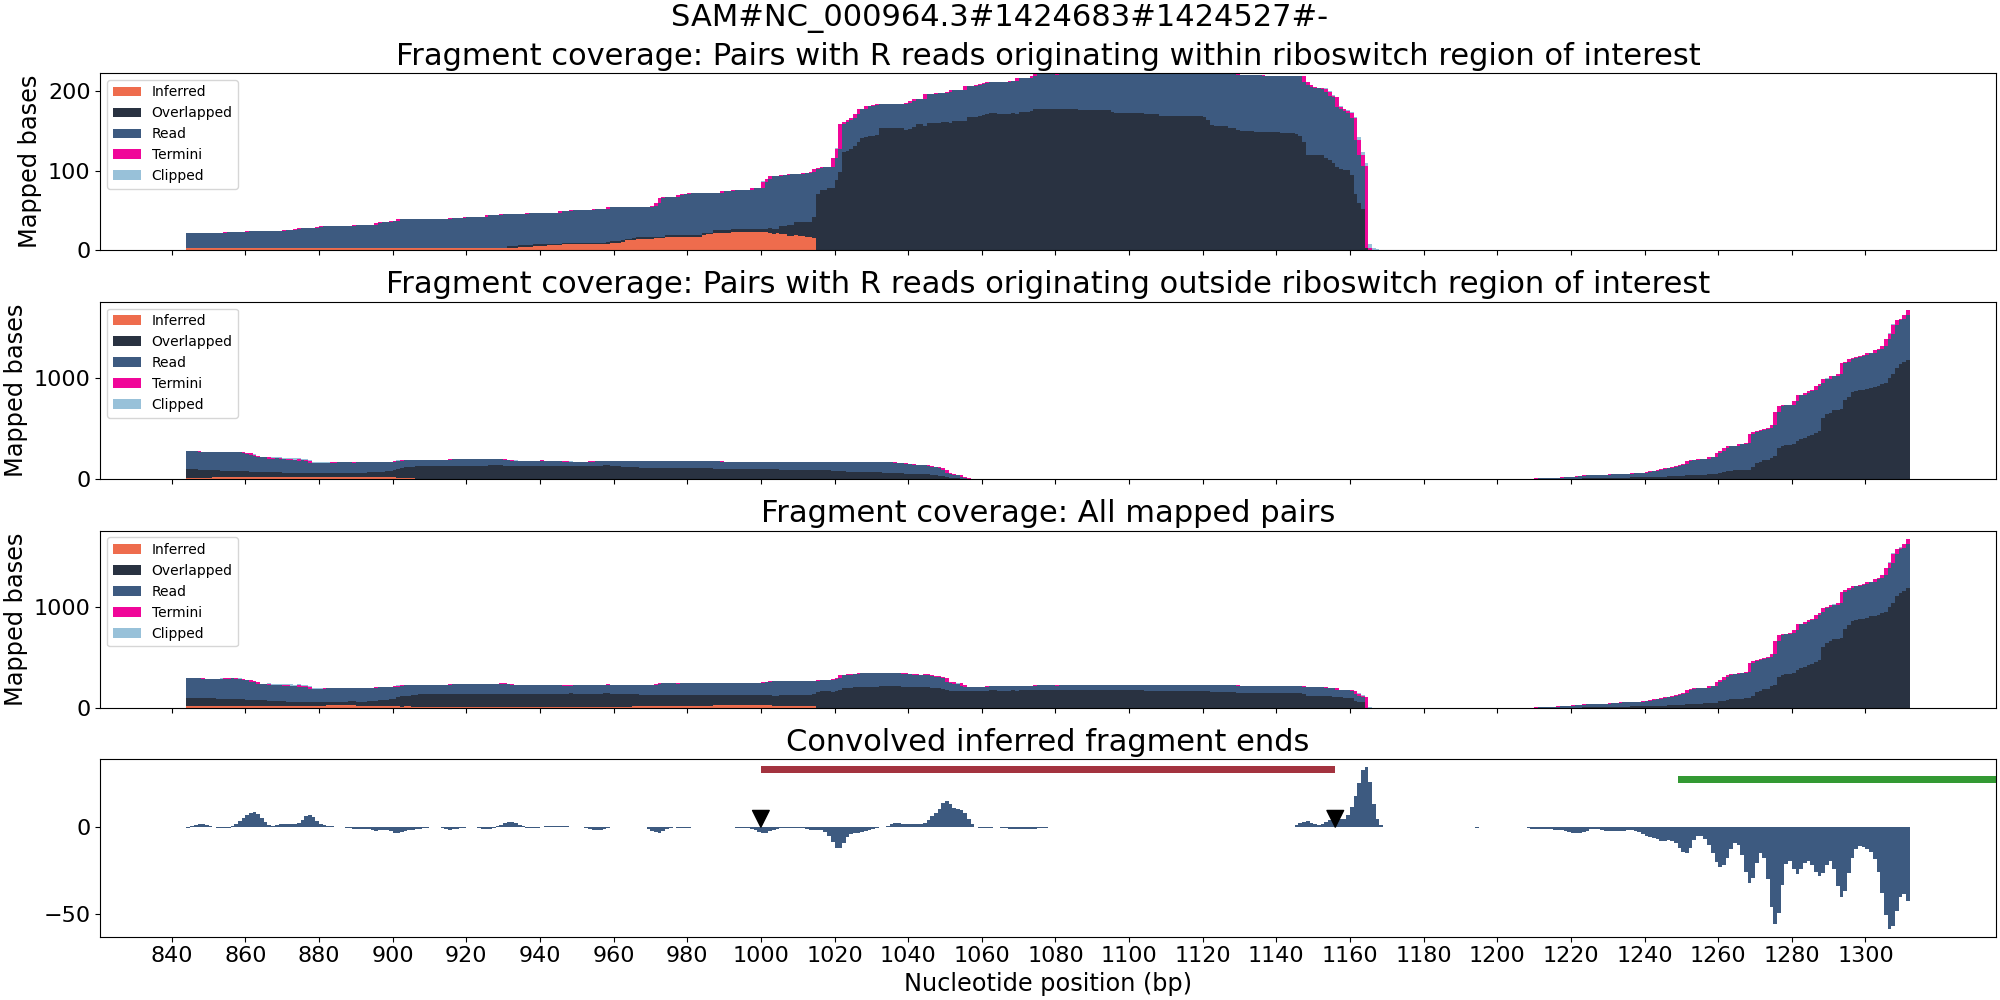 SAM#NC_000964.3#1424683#1424527#-
Fragment coverage: Pairs with R reads originating within riboswitch region of interest
Mapped bases
200
100
0
Inferred
Overlapped
Read
Termini
Clipped
Fragment coverage: Pairs with R reads originating outside riboswitch region of interest
Mapped bases
1000
0
Inferred
Overlapped
Read
Termini
Clipped
Fragment coverage: All mapped pairs
Mapped bases
1000
0
Inferred
Overlapped
Read
Termini
Clipped
Convolved inferred fragment ends
0
−50
840 860 880 900 920 940 960 980 1000 1020 1040 1060 1080 1100 1120 1140 1160 1180 1200 1220 1240 1260 1280 1300
Nucleotide position (bp)